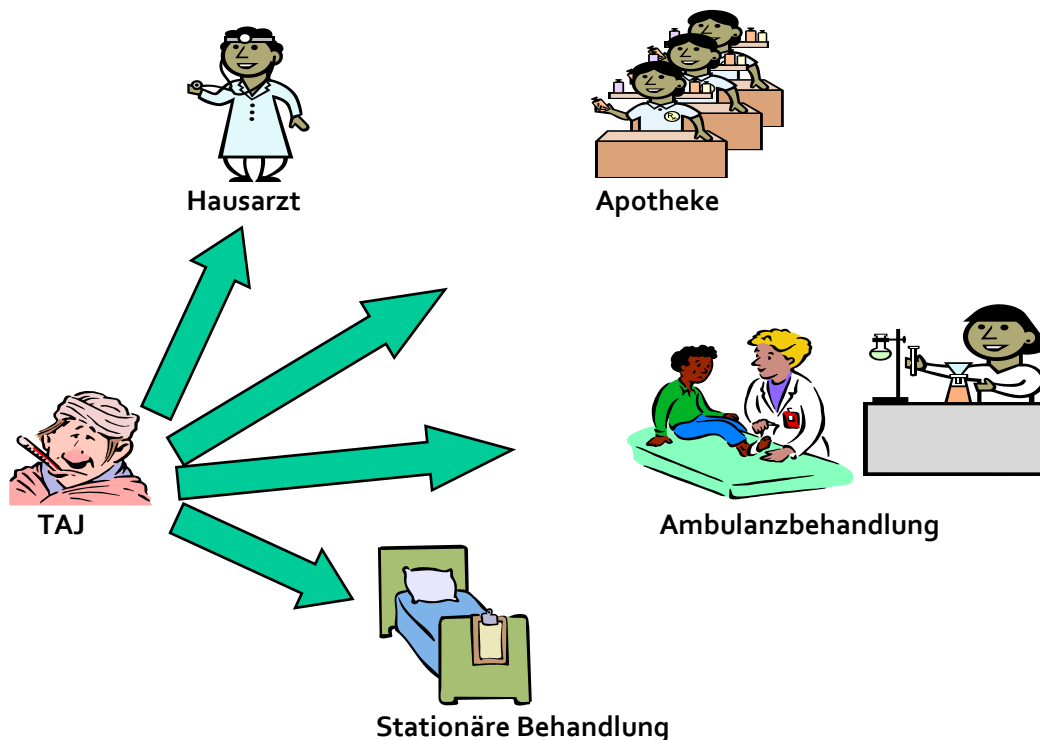 Hausarzt
Apotheke
TAJ
Ambulanzbehandlung
Stationäre Behandlung